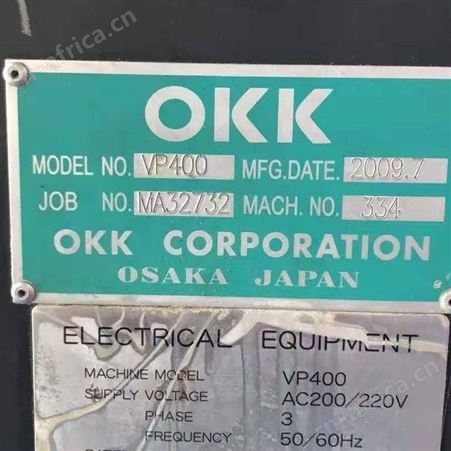 OKK
MODEL NO. VP400 MFG.DATE. 2009.7
JOB NO. MA32732 MACH. NO. 334
OKK CORPORATION
OSAKA JAPAN
ELECTRICAL EQUIPMENT
MACHINE MODEL VP400
SUPPLY VOLTAGE AC200/220V
PHASE 3
FREQUENCY 50/60Hz